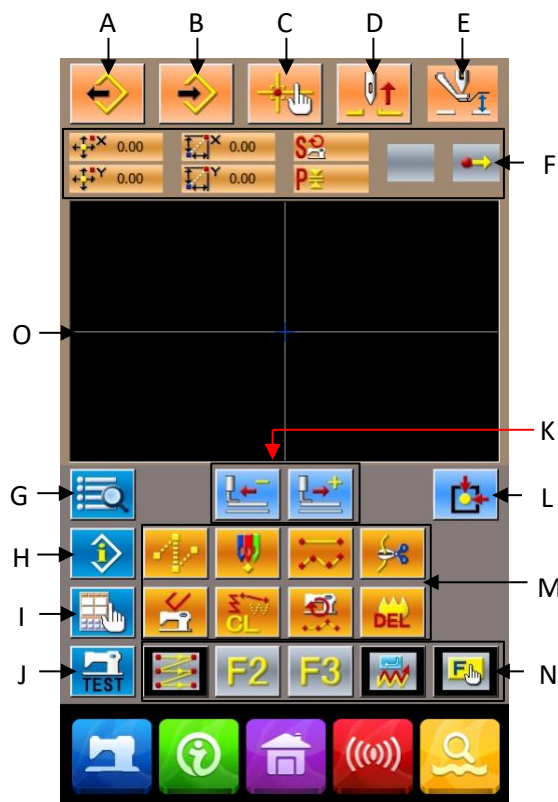 A B C D E
X 0.00 X 0.00 S
F
Y 0.00 Y 0.00 P
O
K
G L
H
M
I CL DEL
J TEST F2 F3 F N